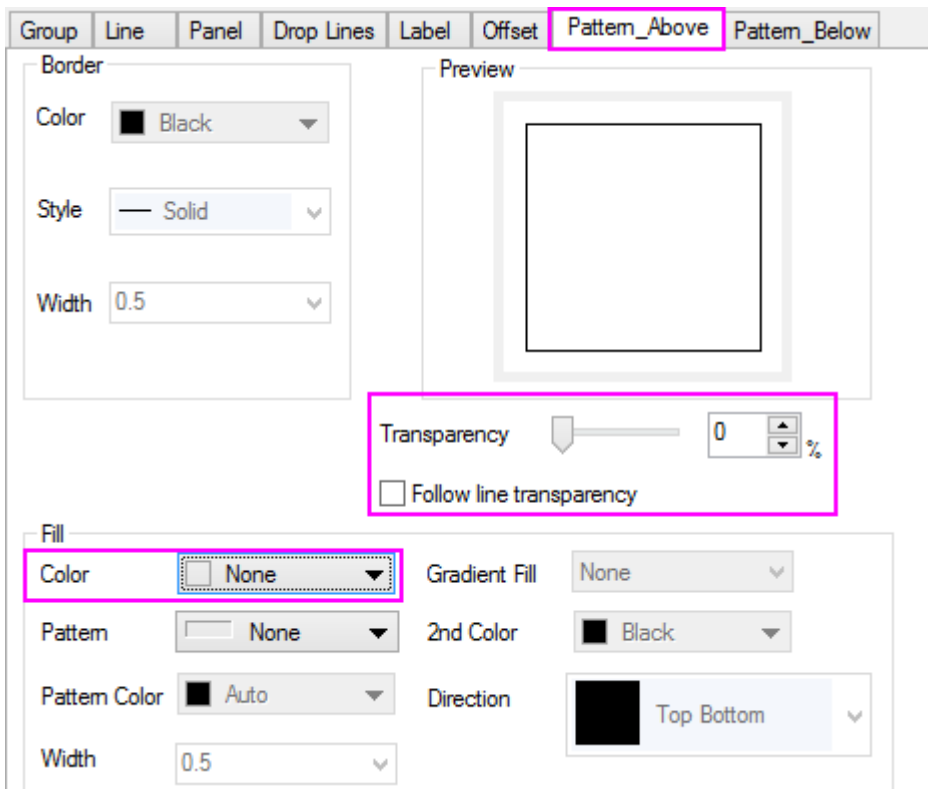 Group Line Panel Drop Lines Label Offset Pattern_Above Pattern_Below
Border
Color Black
Style Solid
Width 0.5
Preview
Transparency 0 %
Follow line transparency
Fill
Color None Gradient Fill None
Pattern None 2nd Color Black
Pattern Color Auto Direction Top Bottom
Width 0.5